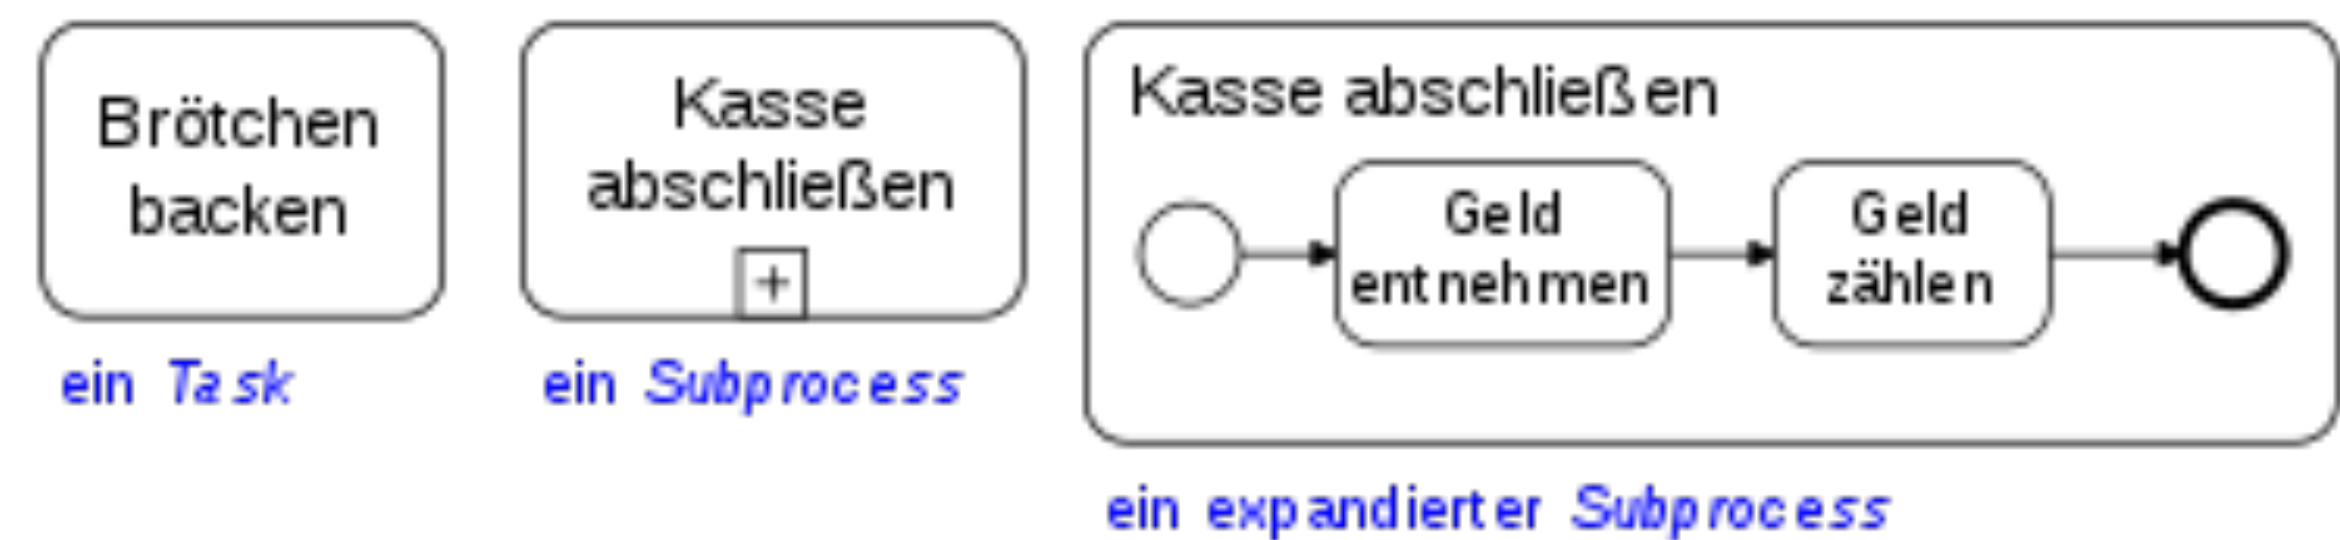 Brötchen
backen
ein Task
Kasse
abschließen
+
ein Subprocess
Kasse abschließen
Geld
entnehmen
Geld
zählen
ein expandierter Subprocess